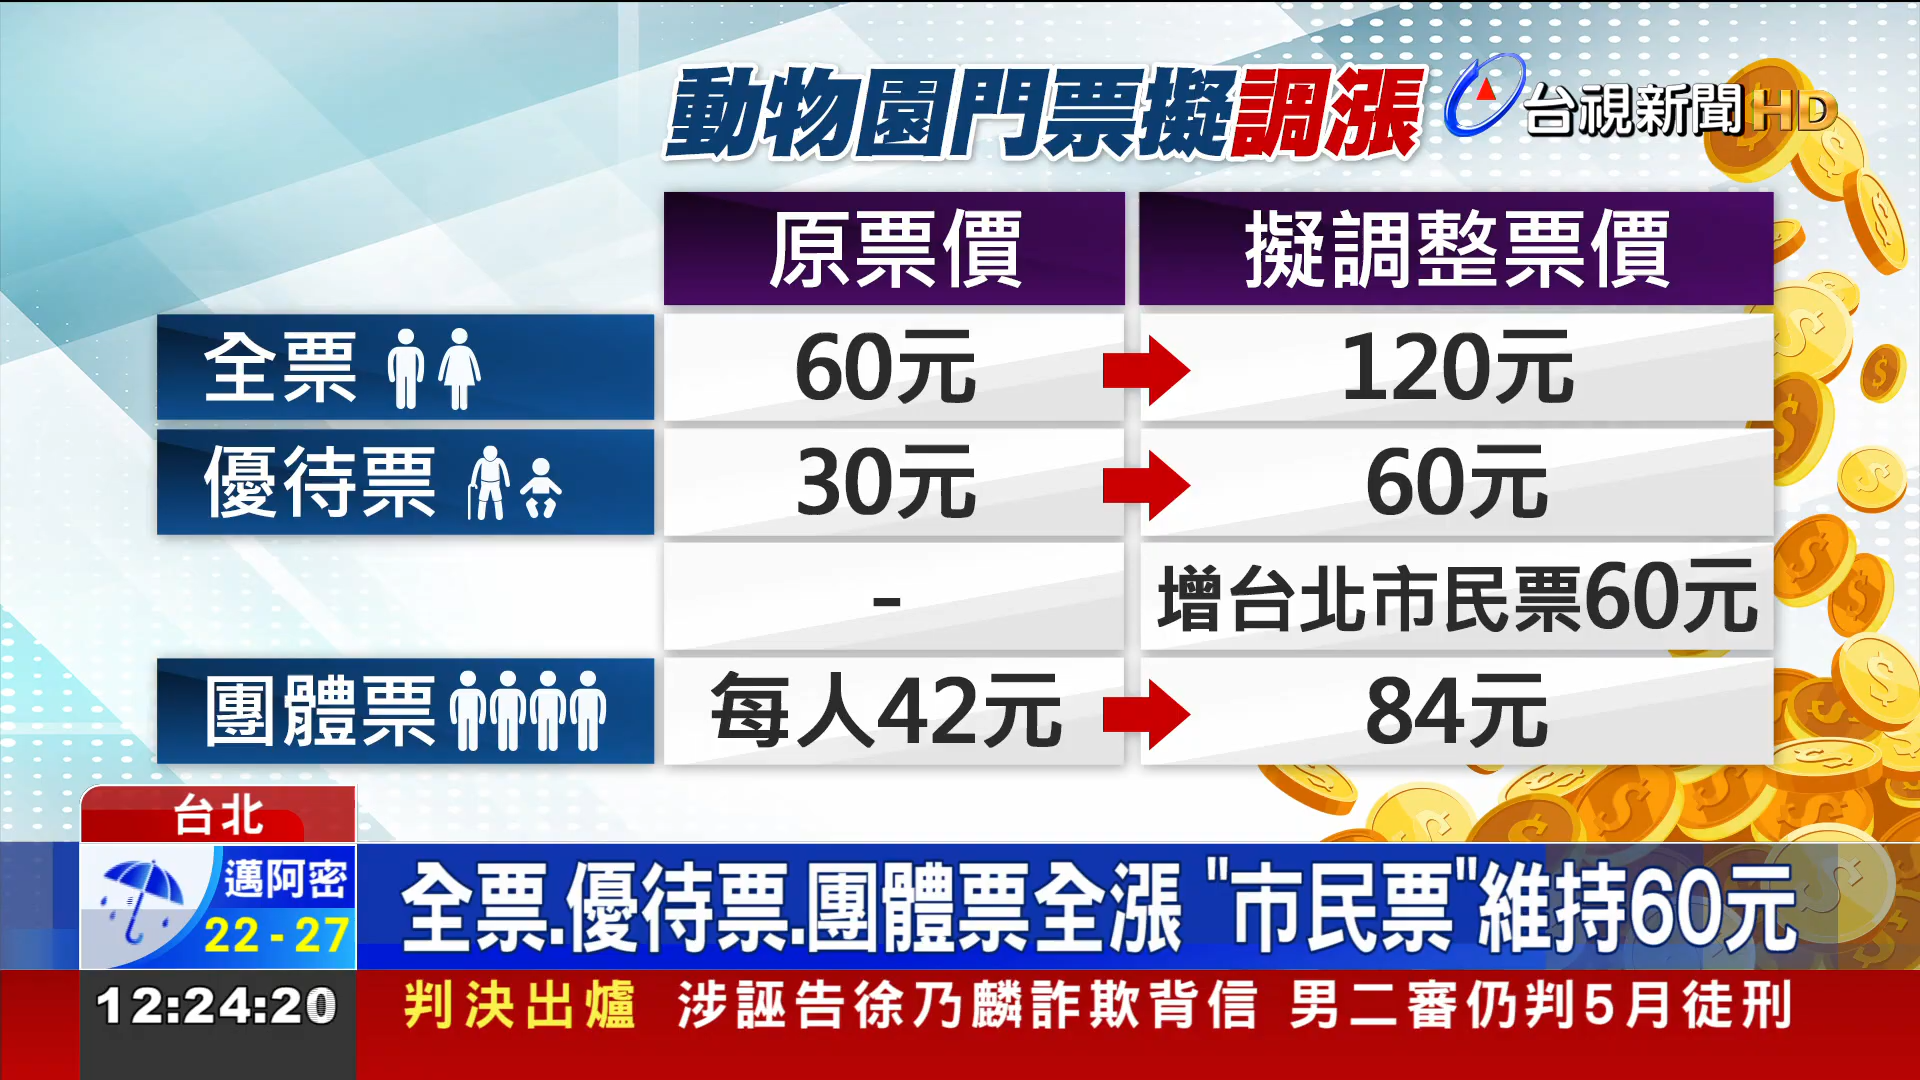 動物園門票擬調漲
台視新聞HD
原票價 擬調整票價
全票 60元 120元
優待票 30元 60元
- 增台北市民票60元
團體票 每人42元 84元
台北
邁阿密
22-27
全票.優待票.團體票全漲 "市民票"維持60元
12:24:20
判決出爐 涉誣告徐乃麟詐欺背信 男二審仍判5月徒刑